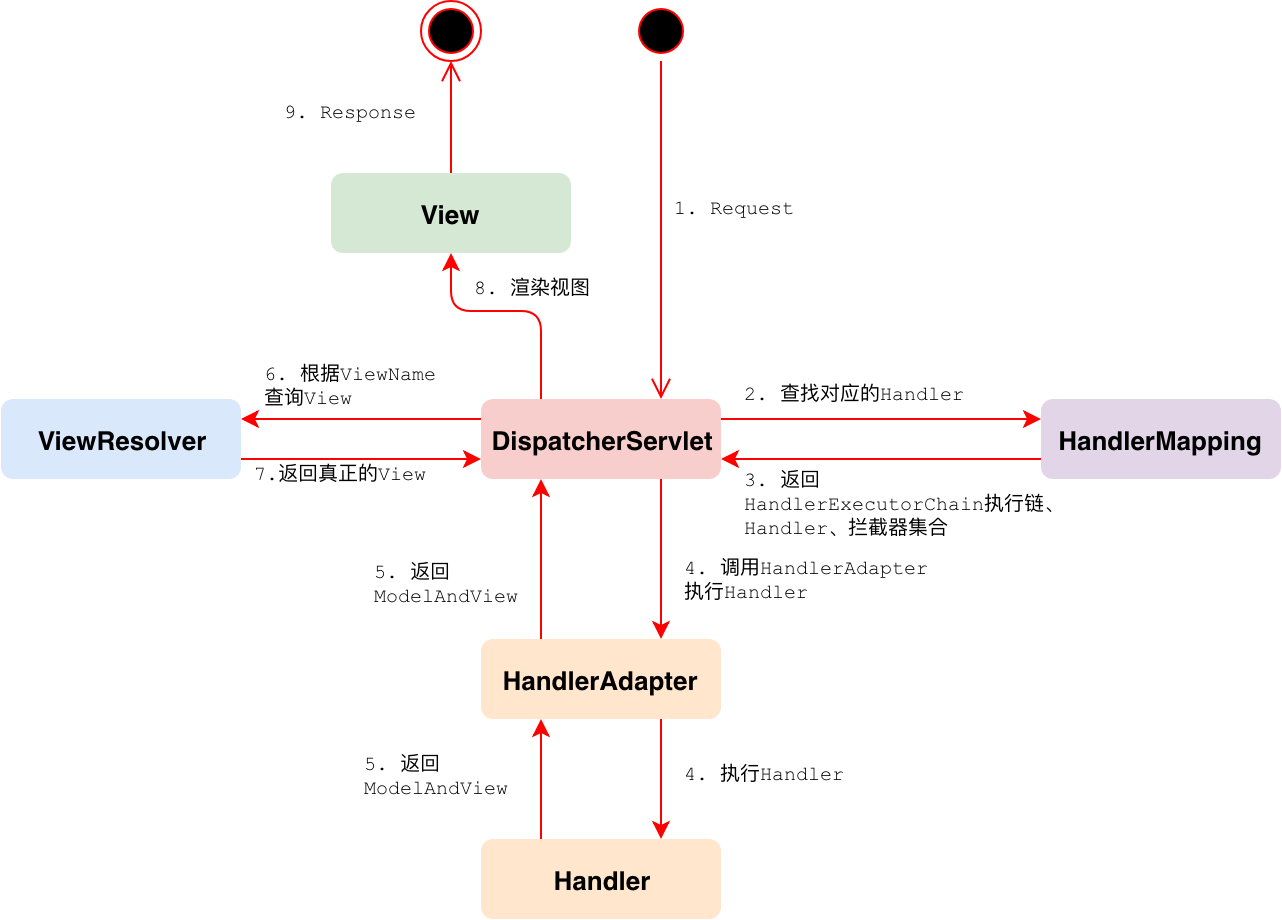 9. Response
View
1. Request
8. 渲染视图
6. 根据ViewName
查询View
2. 查找对应的Handler
ViewResolver
DispatcherServlet
HandlerMapping
7.返回真正的View
3. 返回
HandlerExecutorChain执行链、
Handler、拦截器集合
5. 返回
ModelAndView
4. 调用HandlerAdapter
执行Handler
HandlerAdapter
5. 返回
ModelAndView
4. 执行Handler
Handler